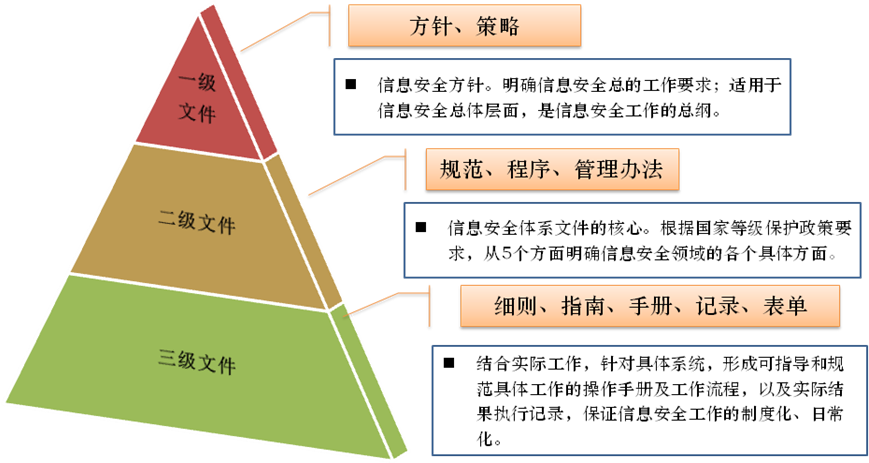 方针、策略
一级
文件
■ 信息安全方针。明确信息安全总的工作要求；适用于
信息安全总体层面，是信息安全工作的总纲。
规范、程序、管理办法
二级文件
■ 信息安全体系文件的核心。根据国家等级保护政策要
求，从5个方面明确信息安全领域的各个具体方面。
细则、指南、手册、记录、表单
三级文件
■ 结合实际工作，针对具体系统，形成可指导和规
范具体工作的操作手册及工作流程，以及实际结
果执行记录，保证信息安全工作的制度化、日常
化。